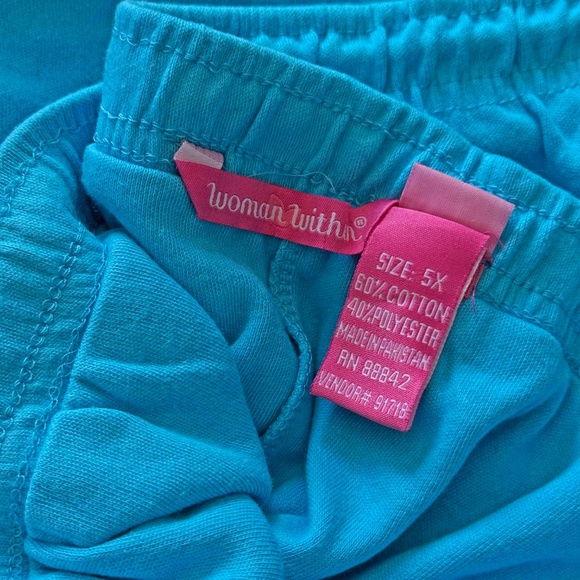 Woman Within®
SIZE: 5X
60% COTTON
40% POLYESTER
MADE IN PAKISTAN
RN 88842
VENDOR# 91718